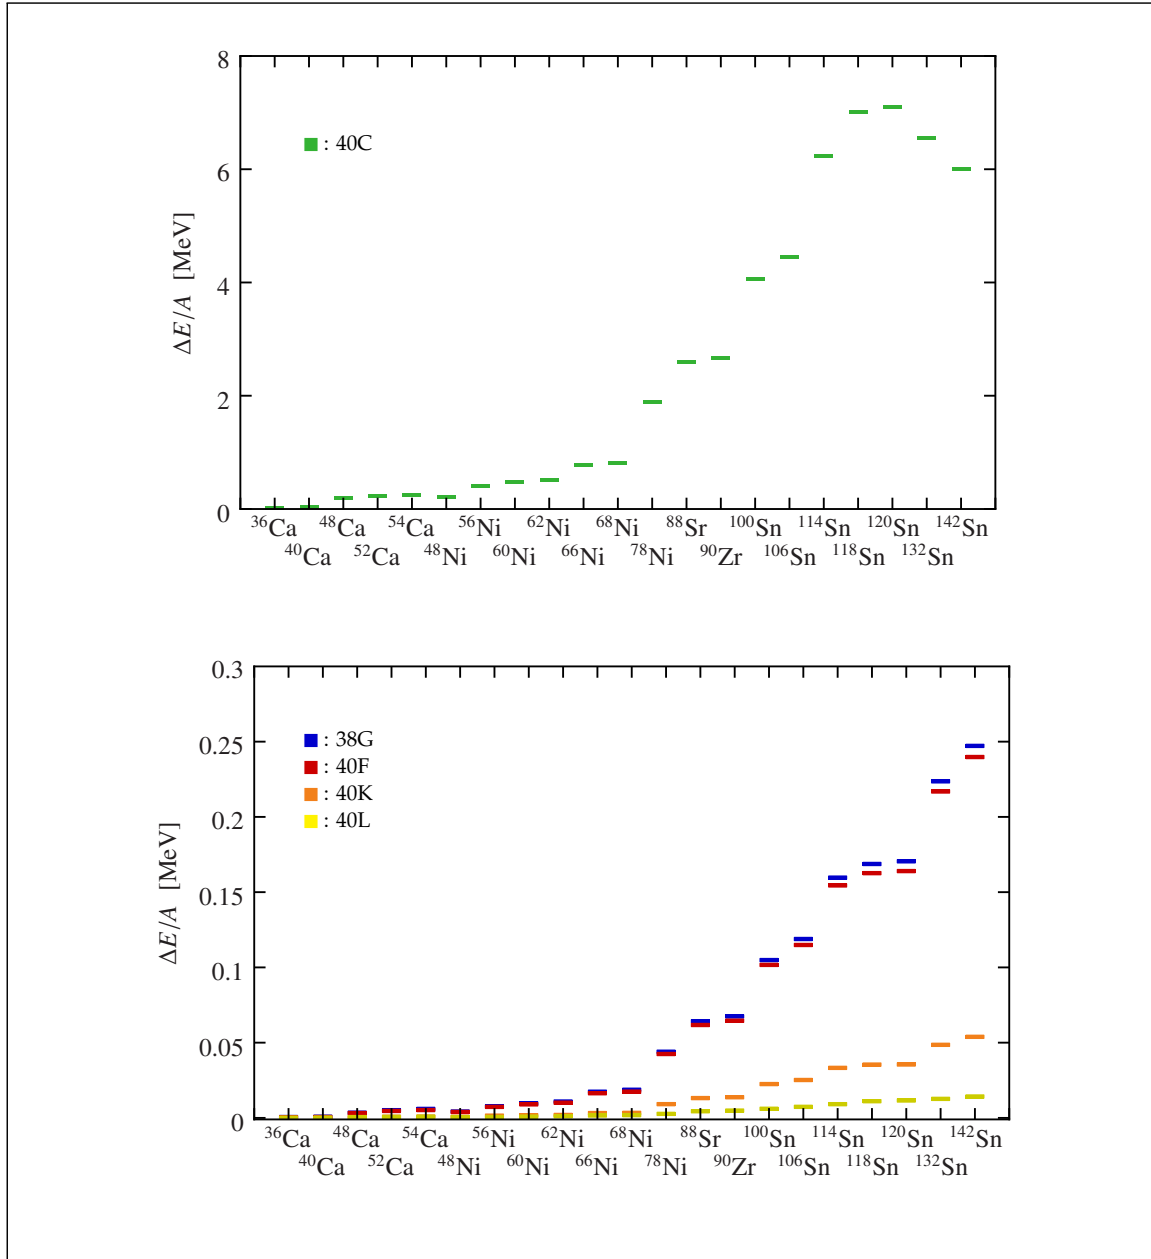 8
: 40C
6
ΔE/A [MeV]
4
2
0
³⁶Ca ⁴⁸Ca ⁵⁴Ca ⁵⁶Ni ⁶²Ni ⁶⁸Ni ⁸⁸Sr ¹⁰⁰Sn ¹¹⁴Sn ¹²⁰Sn ¹⁴²Sn
⁴⁰Ca ⁵²Ca ⁴⁸Ni ⁶⁰Ni ⁶⁶Ni ⁷⁸Ni ⁹⁰Zr ¹⁰⁶Sn ¹¹⁸Sn ¹³²Sn
0.3
0.25
: 38G
: 40F
: 40K
: 40L
0.2
ΔE/A [MeV]
0.15
0.1
0.05
0
³⁶Ca ⁴⁸Ca ⁵⁴Ca ⁵⁶Ni ⁶²Ni ⁶⁸Ni ⁸⁸Sr ¹⁰⁰Sn ¹¹⁴Sn ¹²⁰Sn ¹⁴²Sn
⁴⁰Ca ⁵²Ca ⁴⁸Ni ⁶⁰Ni ⁶⁶Ni ⁷⁸Ni ⁹⁰Zr ¹⁰⁶Sn ¹¹⁸Sn ¹³²Sn